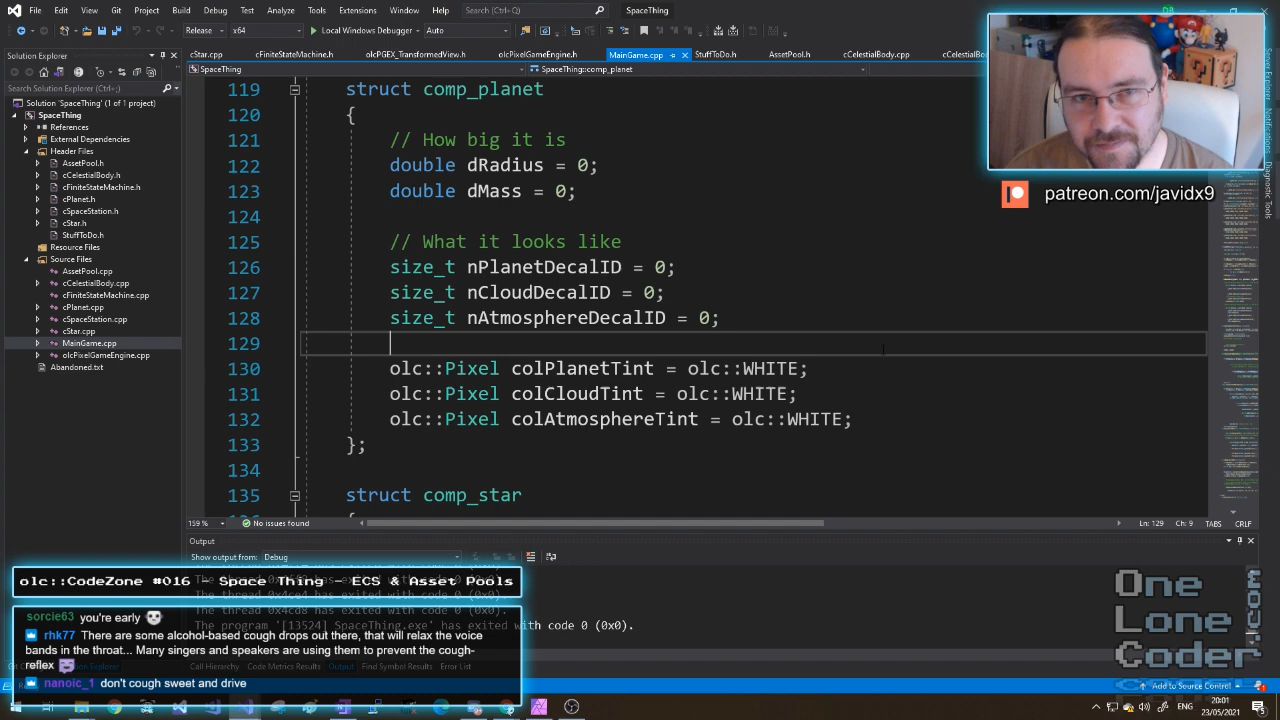 File Edit View Git Project Build Debug Test Analyze Tools Extensions Window Help Search (Ctrl+Q) SpaceThing
Release x64 Local Windows Debugger Auto
Solution Explorer
cStar.cpp cFiniteStateMachine.h olcPGEX_TransformedView.h olcPixelGameEngine.h MainGame.cpp StuffToDo.h AssetPool.h cCelestialBody.cpp
SpaceThing SpaceThing::comp_planet
Search Solution Explorer (Ctrl+;)
Solution 'SpaceThing' (1 of 1 project)
SpaceThing
References
External Dependencies
Header Files
AssetPool.h
cCelestialBody.h
cFiniteStateMachine.h
cPlanet.h
cSpaceStation.h
cStar.h
StuffToDo.h
Resource Files
Source Files
AssetPool.cpp
cCelestialBody.cpp
cFiniteStateMachine.cpp
cPlanet.cpp
cSpaceStation.cpp
cStar.cpp
MainGame.cpp
olcPixelGameEngine.cpp
Abandoned.txt
119 struct comp_planet
120 {
121 // How big it is
122 double dRadius = 0;
123 double dMass = 0;
124
125 // What it looks like
126 size_t nPlanetDecalID = 0;
127 size_t nCloudDecalID = 0;
128 size_t nAtmosphereDecalID = 0;
129
130 olc::Pixel colPlanetTint = olc::WHITE;
131 olc::Pixel colCloudTint = olc::WHITE;
132 olc::Pixel colAtmosphereTint = olc::WHITE;
133 };
134
135 struct comp_star
Server Explorer Notifications Diagnostic Tools
patreon.com/javidx9
159 % No issues found Ln: 129 Ch: 9 TABS CRLF
Output
Show output from: Debug
The thread 0x4ce4 has exited with code 0 (0x0).
The thread 0x4cd8 has exited with code 0 (0x0).
The program '[13524] SpaceThing.exe' has exited with code 0 (0x0).
Call Hierarchy Code Metrics Results Output Find Symbol Results Error List
olc::CodeZone #016 - Space Thing - ECS & Asset Pools
sorcie63 you're early
rhk77 There are some alcohol-based cough drops out there, that will relax the voice
bands in the throat... Many singers and speakers are using them to prevent the cough-
reflex
nanoic_1 don't cough sweet and drive
One
Lone
Coder
.com
Add to Source Control
ENG
20:01
23/05/2021